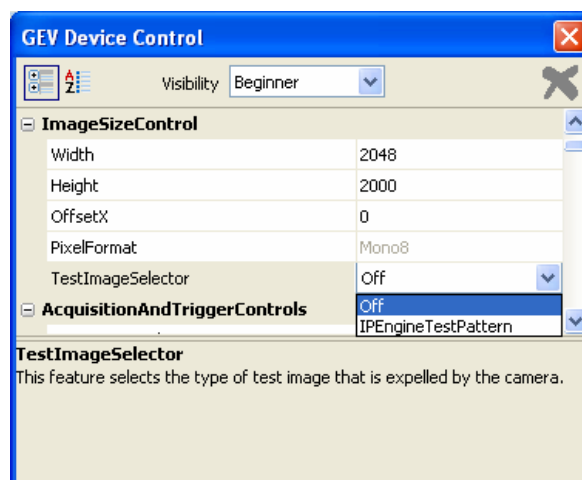 GEV Device Control
Visibility Beginner
ImageSizeControl
Width 2048
Height 2000
OffsetX 0
PixelFormat Mono8
TestImageSelector Off
AcquisitionAndTriggerControls Off
IPEngineTestPattern
TestImageSelector
This feature selects the type of test image that is expelled by the camera.